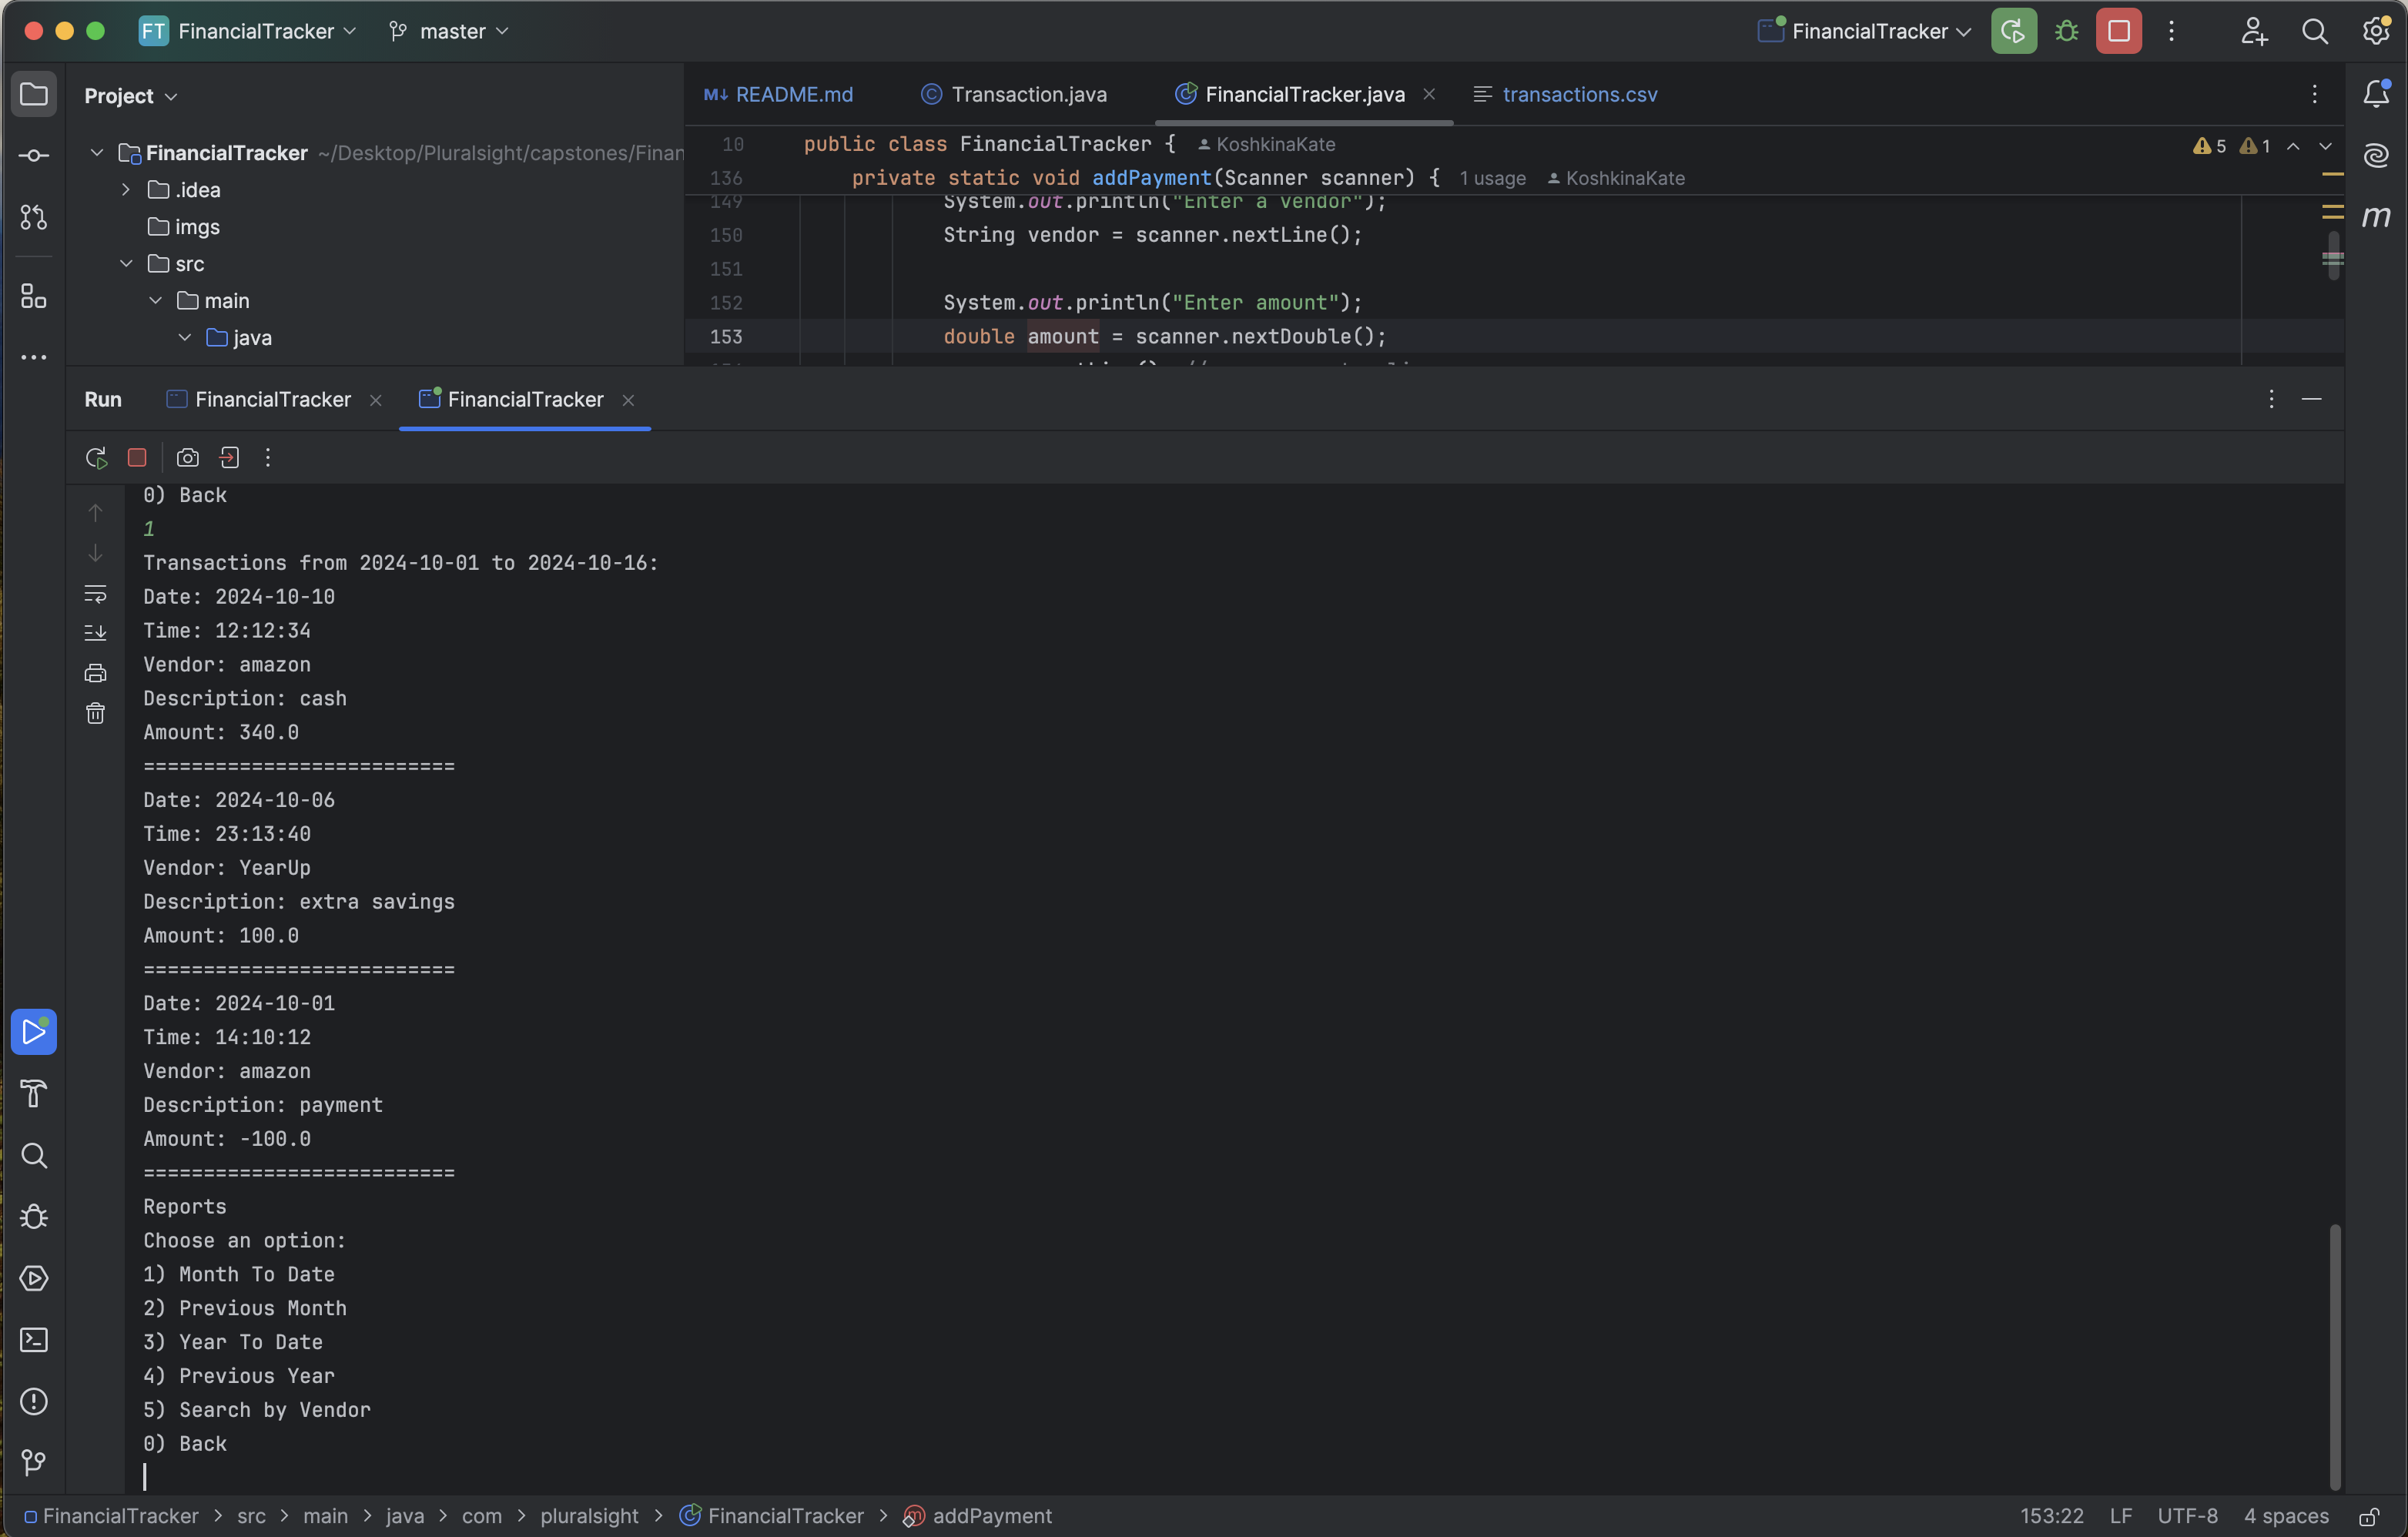 FT FinancialTracker master FinancialTracker
Project
README.md Transaction.java FinancialTracker.java transactions.csv
FinancialTracker ~/Desktop/Pluralsight/capstones/Finan
.idea
imgs
src
main
java
10 public class FinancialTracker { KoshkinaKate 5 1
136 private static void addPayment(Scanner scanner) { 1 usage KoshkinaKate
149 System.out.println("Enter a vendor");
150 String vendor = scanner.nextLine();
151
152 System.out.println("Enter amount");
153 double amount = scanner.nextDouble();
Run FinancialTracker FinancialTracker
0) Back
1
Transactions from 2024-10-01 to 2024-10-16:
Date: 2024-10-10
Time: 12:12:34
Vendor: amazon
Description: cash
Amount: 340.0
==========================
Date: 2024-10-06
Time: 23:13:40
Vendor: YearUp
Description: extra savings
Amount: 100.0
==========================
Date: 2024-10-01
Time: 14:10:12
Vendor: amazon
Description: payment
Amount: -100.0
==========================
Reports
Choose an option:
1) Month To Date
2) Previous Month
3) Year To Date
4) Previous Year
5) Search by Vendor
0) Back
FinancialTracker > src > main > java > com > pluralsight > FinancialTracker > addPayment 153:22 LF UTF-8 4 spaces